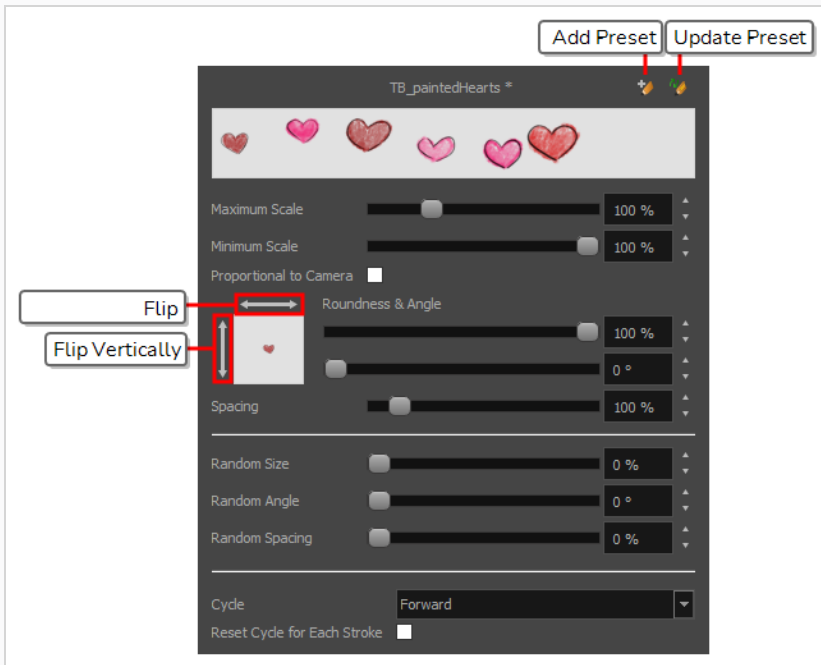 Add Preset Update Preset
TB_paintedHearts *
Maximum Scale 100 %
Minimum Scale 100 %
Proportional to Camera
Flip Roundness & Angle
100 %
Flip Vertically
0 °
Spacing 100 %
Random Size 0 %
Random Angle 0 °
Random Spacing 0 %
Cycle Forward
Reset Cycle for Each Stroke